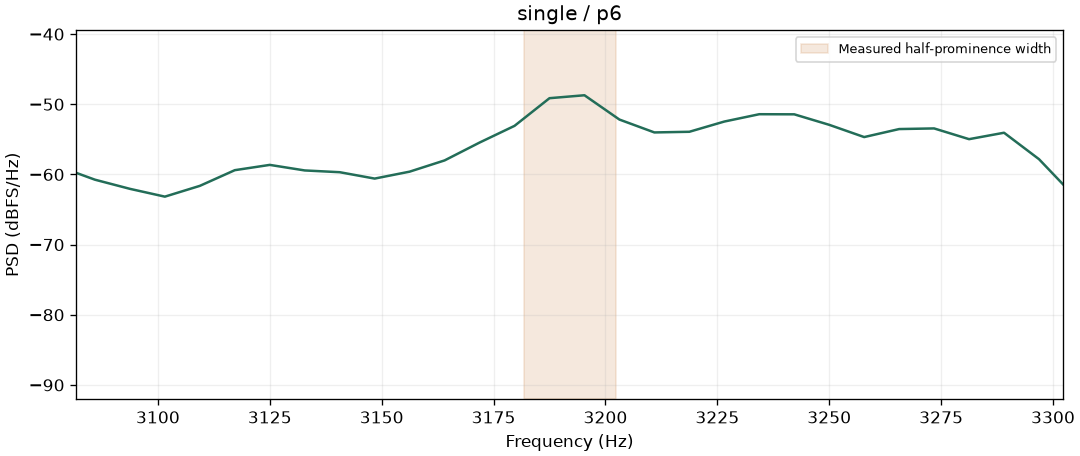 single / p6
Measured half-prominence width
−40
−50
−60
−70
−80
−90
PSD (dBFS/Hz)
3100 3125 3150 3175 3200 3225 3250 3275 3300
Frequency (Hz)